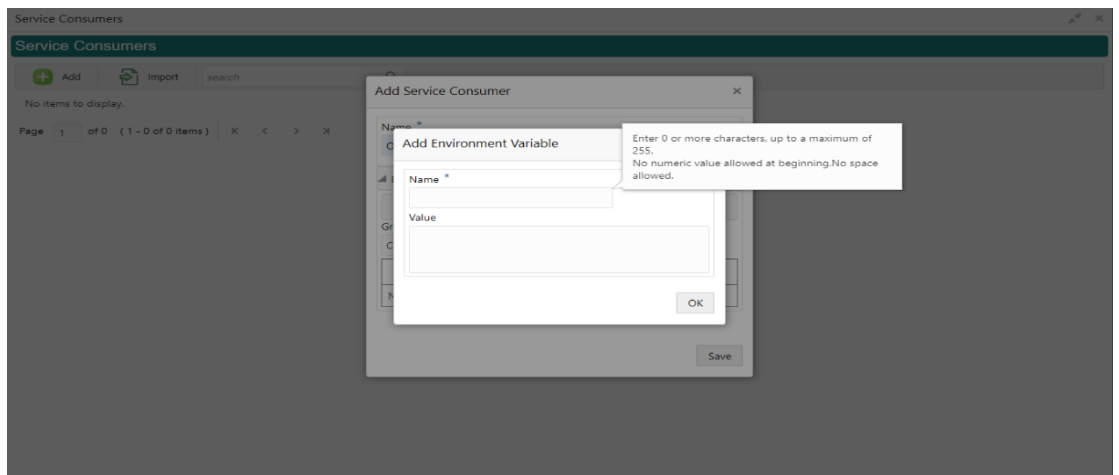 Service Consumers
Service Consumers
Add Import search
No items to display.
Page 1 of 0 (1 - 0 of 0 items) K < > >|
Add Service Consumer ×
Name *
Add Environment Variable
Enter 0 or more characters, up to a maximum of
255.
No numeric value allowed at beginning.No space
allowed.
Name *
Value
Gr
C
N
OK
Save